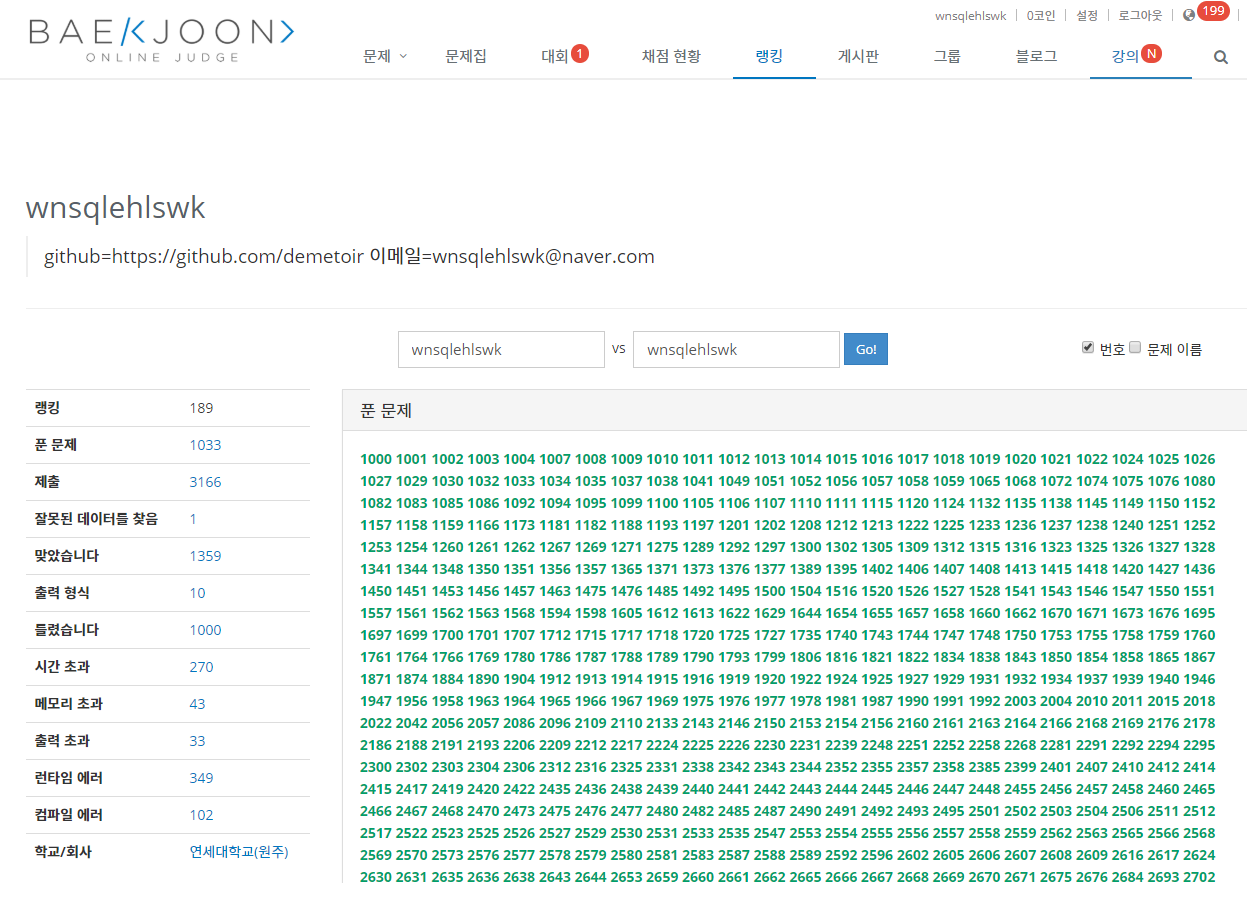 BAEKJOON
ONLINE JUDGE
wnsqlehlswk 0코인 설정 로그아웃 199
문제 문제집 대회 1 채점 현황 랭킹 게시판 그룹 블로그 강의 N
wnsqlehlswk
github=https://github.com/demetoir 이메일=wnsqlehlswk@naver.com
wnsqlehlswk vs wnsqlehlswk Go! 번호 문제 이름
랭킹 189
푼 문제 1033
제출 3166
잘못된 데이터를 찾음 1
맞았습니다 1359
출력 형식 10
틀렸습니다 1000
시간 초과 270
메모리 초과 43
출력 초과 33
런타임 에러 349
컴파일 에러 102
학교/회사 연세대학교(원주)
푼 문제
1000 1001 1002 1003 1004 1007 1008 1009 1010 1011 1012 1013 1014 1015 1016 1017 1018 1019 1020 1021 1022 1024 1025 1026
1027 1029 1030 1032 1033 1034 1035 1037 1038 1041 1049 1051 1052 1056 1057 1058 1059 1065 1068 1072 1074 1075 1076 1080
1082 1083 1085 1086 1092 1094 1095 1099 1100 1105 1106 1107 1110 1111 1115 1120 1124 1132 1135 1138 1145 1149 1150 1152
1157 1158 1159 1166 1173 1181 1182 1188 1193 1197 1201 1202 1208 1212 1213 1222 1225 1233 1236 1237 1238 1240 1251 1252
1253 1254 1260 1261 1262 1267 1269 1271 1275 1289 1292 1297 1300 1302 1305 1309 1312 1315 1316 1323 1325 1326 1327 1328
1341 1344 1348 1350 1351 1356 1357 1365 1371 1373 1376 1377 1389 1395 1402 1406 1407 1408 1413 1415 1418 1420 1427 1436
1450 1451 1453 1456 1457 1463 1475 1476 1485 1492 1495 1500 1504 1516 1520 1526 1527 1528 1541 1543 1546 1547 1550 1551
1557 1561 1562 1563 1568 1594 1598 1605 1612 1613 1622 1629 1644 1654 1655 1657 1658 1660 1662 1670 1671 1673 1676 1695
1697 1699 1700 1701 1707 1712 1715 1717 1718 1720 1725 1727 1735 1740 1743 1744 1747 1748 1750 1753 1755 1758 1759 1760
1761 1764 1766 1769 1780 1786 1787 1788 1789 1790 1793 1799 1806 1816 1821 1822 1834 1838 1843 1850 1854 1858 1865 1867
1871 1874 1884 1890 1904 1912 1913 1914 1915 1916 1919 1920 1922 1924 1925 1927 1929 1931 1932 1934 1937 1939 1940 1946
1947 1956 1958 1963 1964 1965 1966 1967 1969 1975 1976 1977 1978 1981 1987 1990 1991 1992 2003 2004 2010 2011 2015 2018
2022 2042 2056 2057 2086 2096 2109 2110 2133 2143 2146 2150 2153 2154 2156 2160 2161 2163 2164 2166 2168 2169 2176 2178
2186 2188 2191 2193 2206 2209 2212 2217 2224 2225 2226 2230 2231 2239 2248 2251 2252 2258 2268 2281 2291 2292 2294 2295
2300 2302 2303 2304 2306 2312 2316 2325 2331 2338 2342 2343 2344 2352 2355 2357 2358 2385 2399 2401 2407 2410 2412 2414
2415 2417 2419 2420 2422 2435 2436 2438 2439 2440 2441 2442 2443 2444 2445 2446 2447 2448 2455 2456 2457 2458 2460 2465
2466 2467 2468 2470 2473 2475 2476 2477 2480 2482 2485 2487 2490 2491 2492 2493 2495 2501 2502 2503 2504 2506 2511 2512
2517 2522 2523 2525 2526 2527 2529 2530 2531 2533 2535 2547 2553 2554 2555 2556 2557 2558 2559 2562 2563 2565 2566 2568
2569 2570 2573 2576 2577 2578 2579 2580 2581 2583 2587 2588 2589 2592 2596 2602 2605 2606 2607 2608 2609 2616 2617 2624
2630 2631 2635 2636 2638 2643 2644 2653 2659 2660 2661 2662 2665 2666 2667 2668 2669 2670 2671 2675 2676 2684 2693 2702